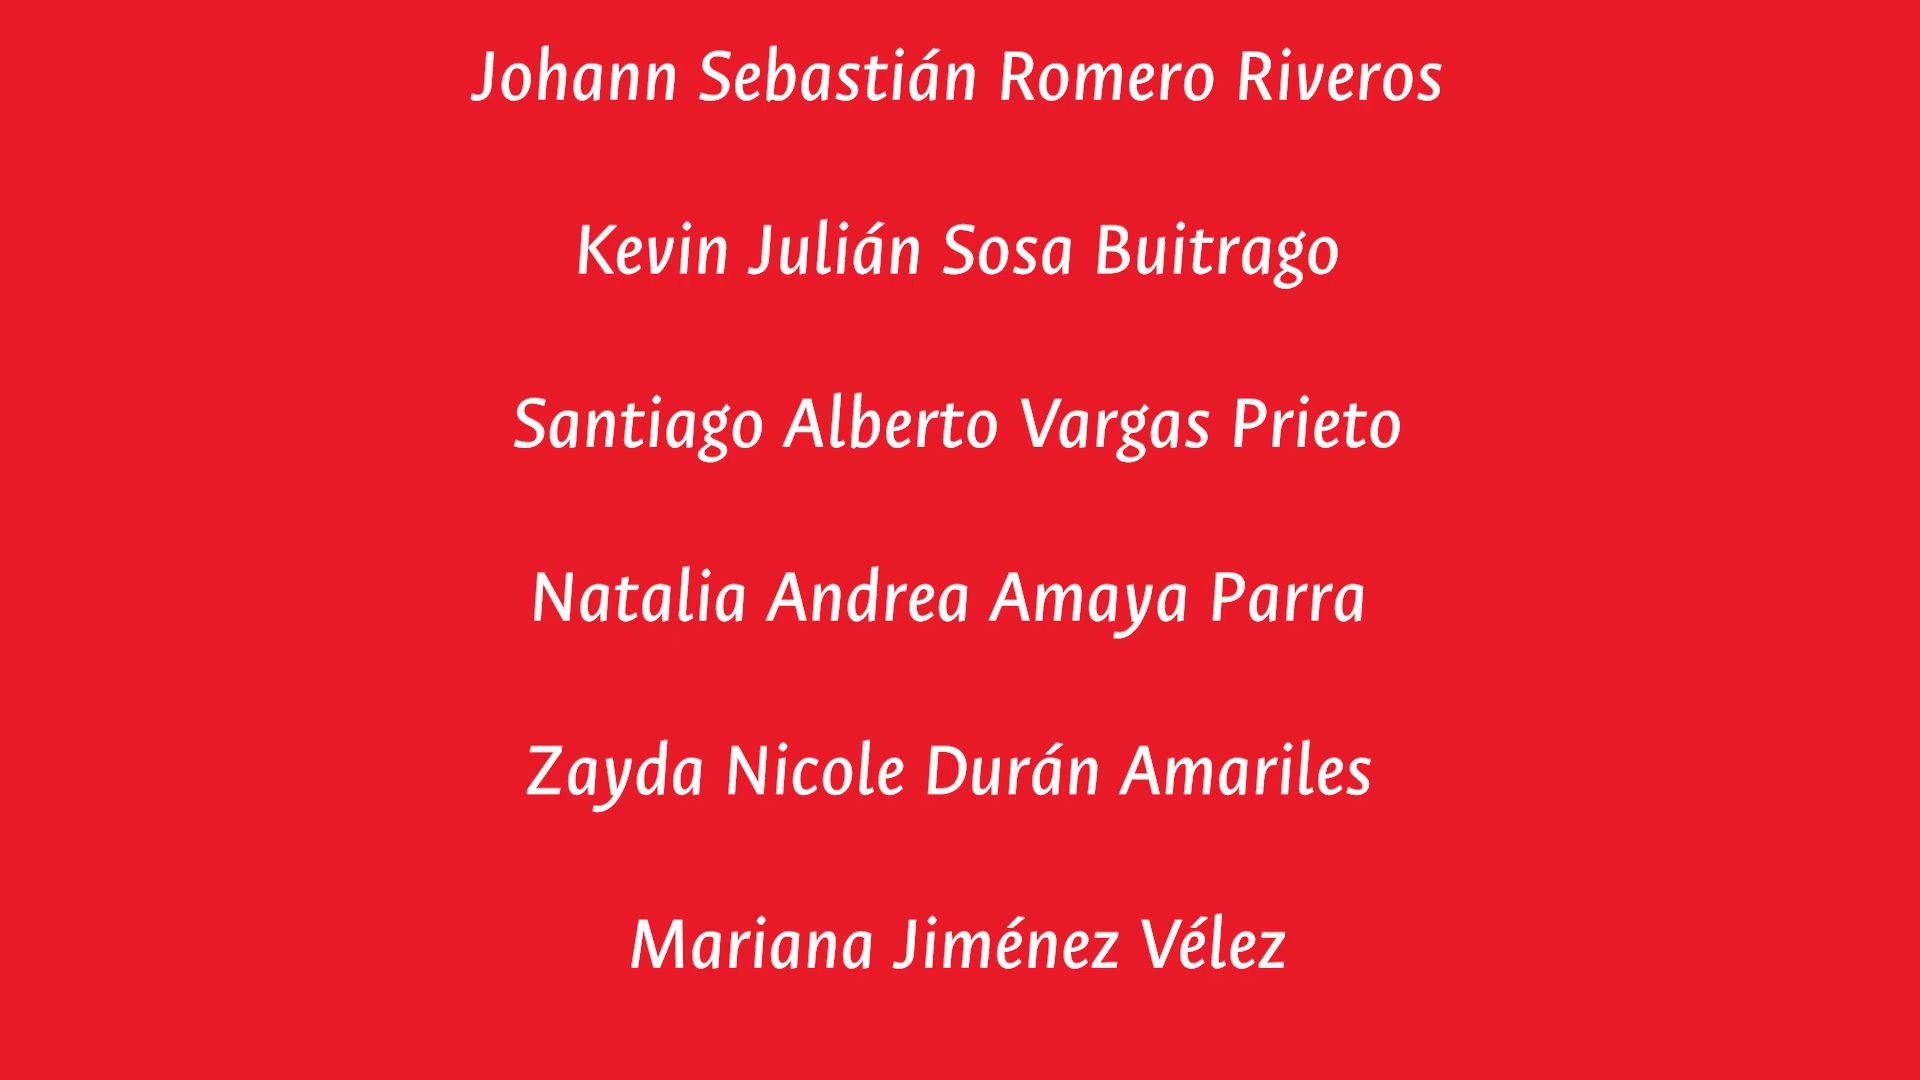 Johann Sebastián Romero Riveros
Kevin Julián Sosa Buitrago
Santiago Alberto Vargas Prieto
Natalia Andrea Amaya Parra
Zayda Nicole Durán Amariles
Mariana Jiménez Vélez